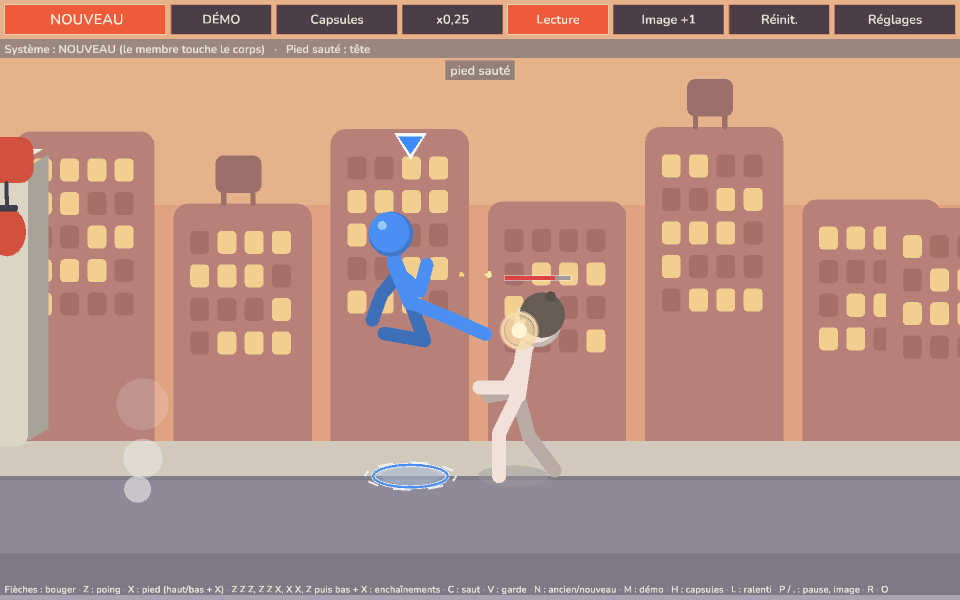 NOUVEAU DÉMO Capsules x0,25 Lecture Image +1 Réinit. Réglages
Système : NOUVEAU (le membre touche le corps) · Pied sauté : tête
pied sauté
Flèches : bouger · Z : poing · X : pied (haut/bas + X) · Z Z Z, Z Z X, X X, Z puis bas + X : enchaînements · C : saut · V : garde · N : ancien/nouveau · M : démo · H : capsules · L : ralenti · P / . : pause, image · R · O